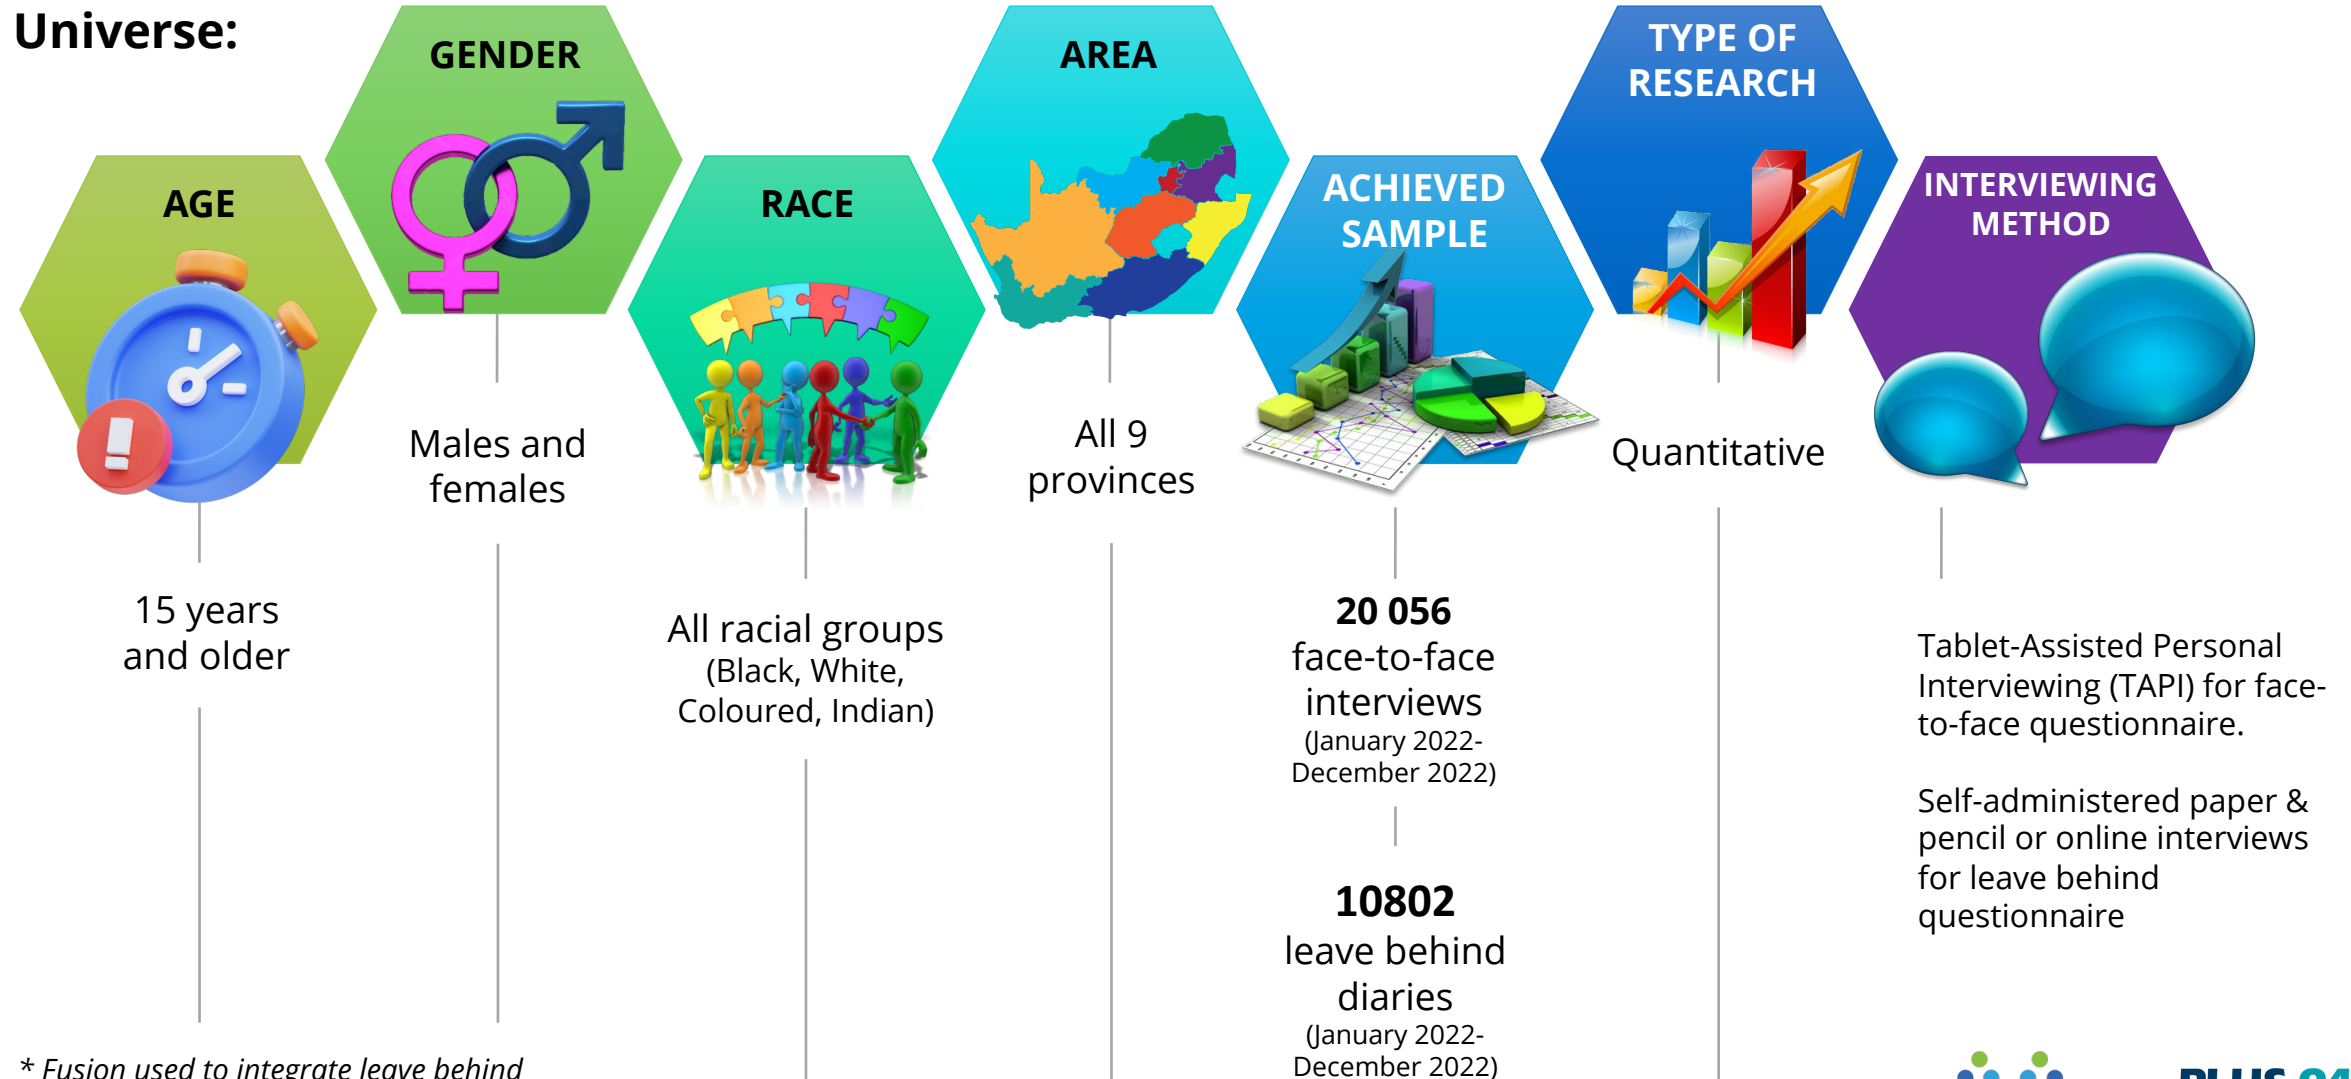 Universe:
AGE
15 years
and older
GENDER
Males and
females
RACE
All racial groups
(Black, White,
Coloured, Indian)
AREA
All 9
provinces
ACHIEVED
SAMPLE
20 056
face-to-face
interviews
(January 2022-
December 2022)
10802
leave behind
diaries
(January 2022-
December 2022)
TYPE OF
RESEARCH
Quantitative
INTERVIEWING
METHOD
Tablet-Assisted Personal
Interviewing (TAPI) for face-
to-face questionnaire.
Self-administered paper &
pencil or online interviews
for leave behind
questionnaire
* Fusion used to integrate leave behind
PLUS 94